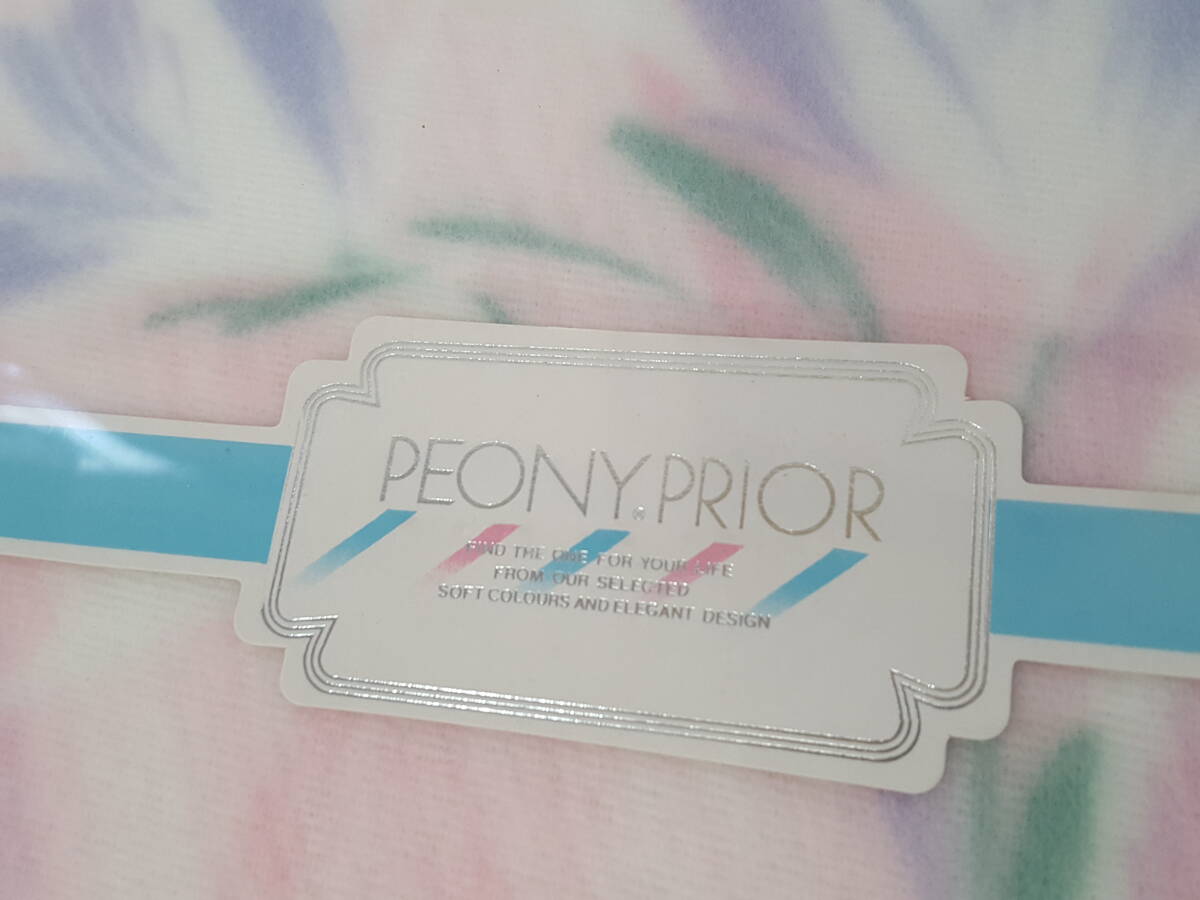 PEONY.PRIOR®
FIND THE ONE FOR YOUR LIFE
FROM OUR SELECTED
SOFT COLOURS AND ELEGANT DESIGN